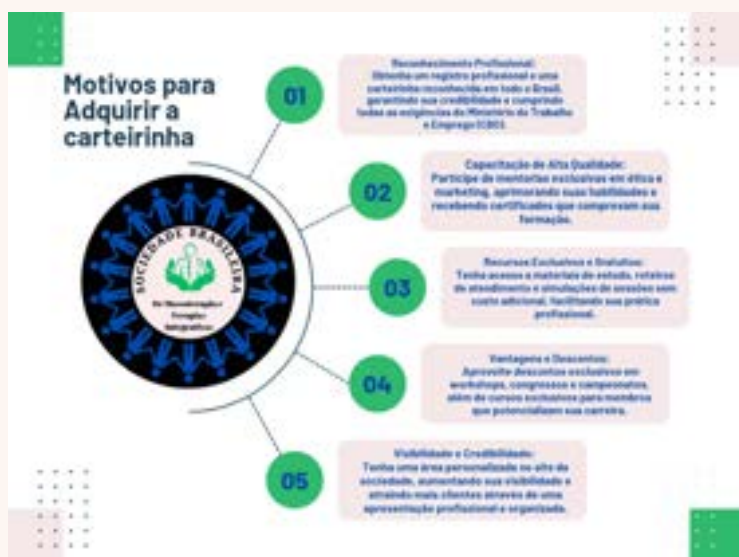 Motivos para
Adquirir a
carteirinha
01
Reconhecimento Profissional:
Obtenha um registro profissional e uma
carteirinha reconhecida em todo o Brasil,
garantindo sua credibilidade e cumprindo
todas as exigências do Ministério do Trabalho
e Emprego (CBO).
02
Capacitação de Alta Qualidade:
Participe de mentorias exclusivas em ética e
marketing, aprimorando suas habilidades e
recebendo certificados que comprovam sua
formação.
SOCIEDADE BRASILEIRA
De
Terapias
Integrativas
03
Recursos Exclusivos e Gratuitos:
Tenha acesso a materiais de estudo, roteiros
de atendimento e simulações de sessões sem
custo adicional, facilitando sua prática
profissional.
04
Vantagens e Descontos:
Aproveite descontos exclusivos em
workshops, congressos e campeonatos,
além de cursos exclusivos para membros
que potencializam sua carreira.
05
Visibilidade e Credibilidade:
Tenha uma área personalizada no site da
sociedade, aumentando sua visibilidade e
atraindo mais clientes através de uma
apresentação profissional e organizada.